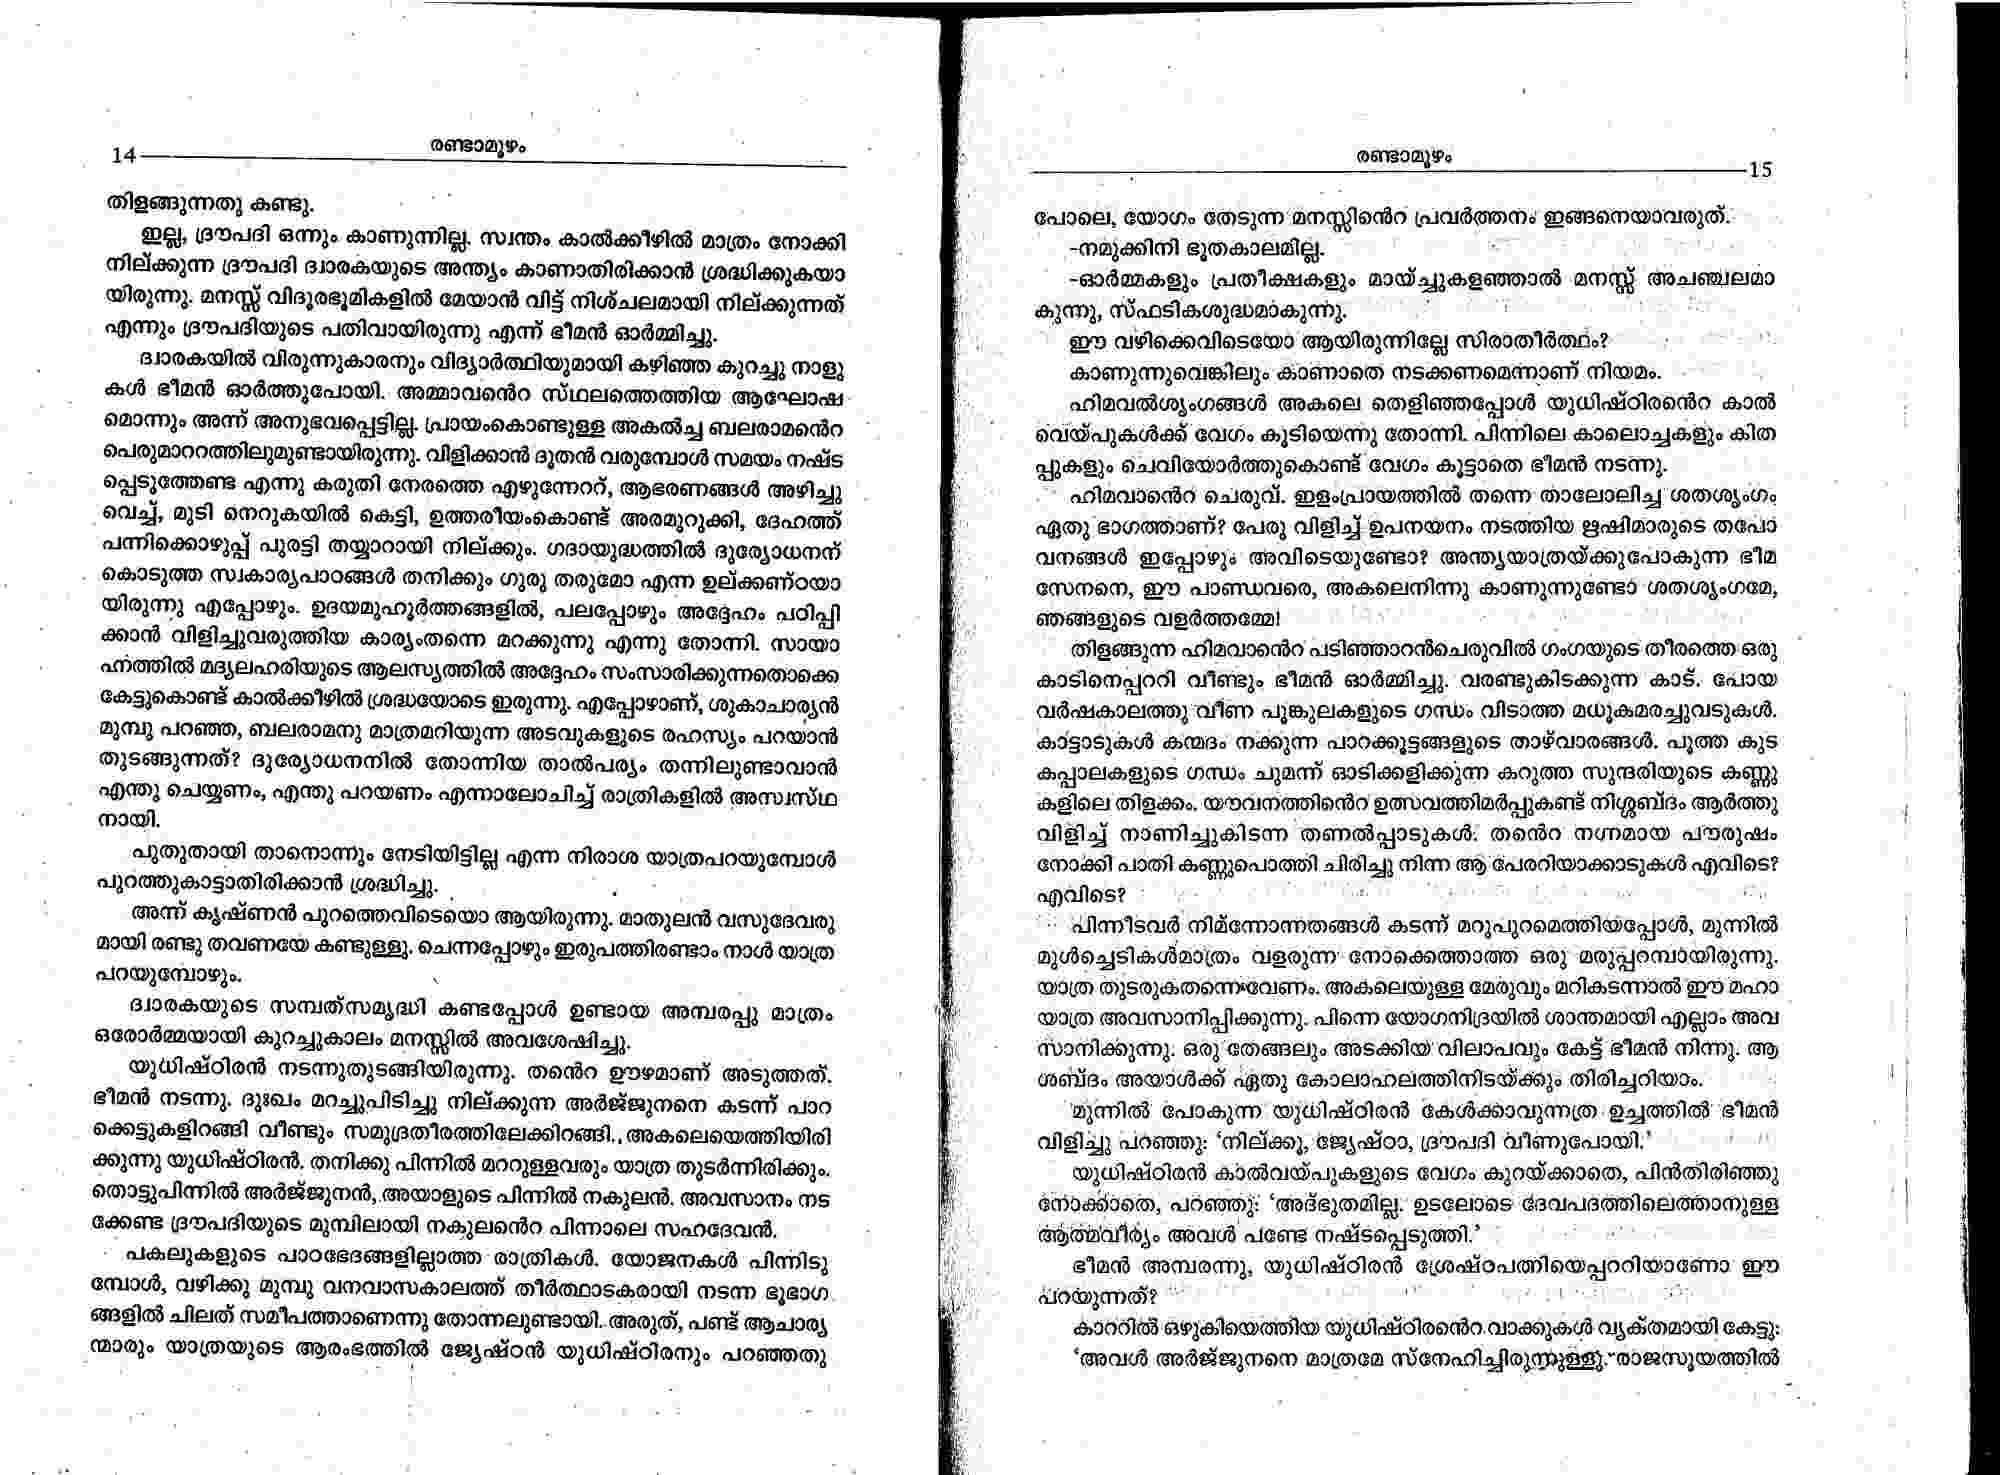 രണ്ടാമൂഴം
14
തിളങ്ങുന്നതു കണ്ടു.
ഇല്ല, ദ്രൗപദി ഒന്നും കാണുന്നില്ല. സ്വന്തം കാൽക്കീഴിൽ മാത്രം നോക്കി
നില്ക്കുന്ന ദ്രൗപദി ദ്വാരകയുടെ അന്ത്യം കാണാതിരിക്കാൻ ശ്രദ്ധിക്കുകയാ
യിരുന്നു. മനസ്സ് വിദൂരഭൂമികളിൽ മേയാൻ വിട്ട് നിശ്ചലമായി നില്ക്കുന്നത്
എന്നും ദ്രൗപദിയുടെ പതിവായിരുന്നു എന്ന് ഭീമൻ ഓർമ്മിച്ചു.
ദ്വാരകയിൽ വിരുന്നുകാരനും വിദ്യാർത്ഥിയുമായി കഴിഞ്ഞ കുറച്ചു നാളു
കൾ ഭീമൻ ഓർത്തുപോയി. അമ്മാവൻെറ സ്ഥലത്തെത്തിയ ആഘോഷ
മൊന്നും അന്ന് അനുഭവപ്പെട്ടില്ല. പ്രായംകൊണ്ടുള്ള അകൽച്ച ബലരാമൻെറ
പെരുമാററത്തിലുമുണ്ടായിരുന്നു. വിളിക്കാൻ ദൂതൻ വരുമ്പോൾ സമയം നഷ്ട
പ്പെടുത്തേണ്ട എന്നു കരുതി നേരത്തെ എഴുന്നേററ്, ആഭരണങ്ങൾ അഴിച്ചു
വെച്ച്, മുടി നെറുകയിൽ കെട്ടി, ഉത്തരീയംകൊണ്ട് അരമുറുക്കി, ദേഹത്ത്
പന്നിക്കൊഴുപ്പ് പുരട്ടി തയ്യാറായി നില്ക്കും. ഗദായുദ്ധത്തിൽ ദുര്യോധനന്
കൊടുത്ത സ്വകാര്യപാഠങ്ങൾ തനിക്കും ഗുരു തരുമോ എന്ന ഉല്ക്കണ്ഠയാ
യിരുന്നു എപ്പോഴും. ഉദയമുഹൂർത്തങ്ങളിൽ, പലപ്പോഴും അദ്ദേഹം പഠിപ്പി
ക്കാൻ വിളിച്ചുവരുത്തിയ കാര്യംതന്നെ മറക്കുന്നു എന്നു തോന്നി. സായാ
ഹ്നത്തിൽ മദ്യലഹരിയുടെ ആലസ്യത്തിൽ അദ്ദേഹം സംസാരിക്കുന്നതൊക്കെ
കേട്ടുകൊണ്ട് കാൽക്കീഴിൽ ശ്രദ്ധയോടെ ഇരുന്നു. എപ്പോഴാണ്, ശുകാചാര്യൻ
മുമ്പു പറഞ്ഞ, ബലരാമനു മാത്രമറിയുന്ന അടവുകളുടെ രഹസ്യം പറയാൻ
തുടങ്ങുന്നത്? ദുര്യോധനനിൽ തോന്നിയ താൽപര്യം തന്നിലുണ്ടാവാൻ
എന്തു ചെയ്യണം, എന്തു പറയണം എന്നാലോചിച്ച് രാത്രികളിൽ അസ്വസ്ഥ
നായി.
പുതുതായി താനൊന്നും നേടിയിട്ടില്ല എന്ന നിരാശ യാത്രപറയുമ്പോൾ
പുറത്തുകാട്ടാതിരിക്കാൻ ശ്രദ്ധിച്ചു.
അന്ന് കൃഷ്ണൻ പുറത്തെവിടെയൊ ആയിരുന്നു. മാതുലൻ വസുദേവരു
മായി രണ്ടു തവണയേ കണ്ടുള്ളു. ചെന്നപ്പോഴും ഇരുപത്തിരണ്ടാം നാൾ യാത്ര
പറയുമ്പോഴും.
ദ്വാരകയുടെ സമ്പത്‌സമൃദ്ധി കണ്ടപ്പോൾ ഉണ്ടായ അമ്പരപ്പു മാത്രം
ഒരോർമ്മയായി കുറച്ചുകാലം മനസ്സിൽ അവശേഷിച്ചു.
യുധിഷ്ഠിരൻ നടന്നുതുടങ്ങിയിരുന്നു. തൻെറ ഊഴമാണ് അടുത്തത്.
ഭീമൻ നടന്നു. ദുഃഖം മറച്ചുപിടിച്ചു നില്ക്കുന്ന അർജ്ജുനനെ കടന്ന് പാറ
ക്കെട്ടുകളിറങ്ങി വീണ്ടും സമുദ്രതീരത്തിലേക്കിറങ്ങി. അകലെയെത്തിയിരി
ക്കുന്നു യുധിഷ്ഠിരൻ. തനിക്കു പിന്നിൽ മററുള്ളവരും യാത്ര തുടർന്നിരിക്കും.
തൊട്ടുപിന്നിൽ അർജ്ജുനൻ, അയാളുടെ പിന്നിൽ നകുലൻ. അവസാനം നട
ക്കേണ്ട ദ്രൗപദിയുടെ മുമ്പിലായി നകുലൻെറ പിന്നാലെ സഹദേവൻ.
പകലുകളുടെ പാഠഭേദങ്ങളില്ലാത്ത രാത്രികൾ. യോജനകൾ പിന്നിടു
മ്പോൾ, വഴിക്കു മുമ്പു വനവാസകാലത്ത് തീർത്ഥാടകരായി നടന്ന ഭൂഭാഗ
ങ്ങളിൽ ചിലത് സമീപത്താണെന്നു തോന്നലുണ്ടായി. അരുത്, പണ്ട് ആചാര്യ
ന്മാരും യാത്രയുടെ ആരംഭത്തിൽ ജ്യേഷ്ഠൻ യുധിഷ്ഠിരനും പറഞ്ഞതു
രണ്ടാമൂഴം
15
പോലെ, യോഗം തേടുന്ന മനസ്സിൻെറ പ്രവർത്തനം ഇങ്ങനെയാവരുത്.
-നമുക്കിനി ഭൂതകാലമില്ല.
-ഓർമ്മകളും പ്രതീക്ഷകളും മായ്ച്ചുകളഞ്ഞാൽ മനസ്സ് അചഞ്ചലമാ
കുന്നു, സ്ഫടികശുദ്ധമാകുന്നു.
ഈ വഴിക്കെവിടെയോ ആയിരുന്നില്ലേ സിരാതീർത്ഥം?
കാണുന്നുവെങ്കിലും കാണാതെ നടക്കണമെന്നാണ് നിയമം.
ഹിമവൽശൃംഗങ്ങൾ അകലെ തെളിഞ്ഞപ്പോൾ യുധിഷ്ഠിരൻെറ കാൽ
വെയ്പുകൾക്ക് വേഗം കൂടിയെന്നു തോന്നി. പിന്നിലെ കാലൊച്ചകളും കിത
പ്പുകളും ചെവിയോർത്തുകൊണ്ട് വേഗം കൂട്ടാതെ ഭീമൻ നടന്നു.
ഹിമവാൻെറ ചെരുവ്. ഇളംപ്രായത്തിൽ തന്നെ താലോലിച്ച ശതശൃംഗം
ഏതു ഭാഗത്താണ്? പേരു വിളിച്ച് ഉപനയനം നടത്തിയ ഋഷിമാരുടെ തപോ
വനങ്ങൾ ഇപ്പോഴും അവിടെയുണ്ടോ? അന്ത്യയാത്രയ്ക്കുപോകുന്ന ഭീമ
സേനനെ, ഈ പാണ്ഡവരെ, അകലെനിന്നു കാണുന്നുണ്ടോ ശതശൃംഗമേ,
ഞങ്ങളുടെ വളർത്തമ്മേ!
തിളങ്ങുന്ന ഹിമവാൻെറ പടിഞ്ഞാറൻചെരുവിൽ ഗംഗയുടെ തീരത്തെ ഒരു
കാടിനെപ്പററി വീണ്ടും ഭീമൻ ഓർമ്മിച്ചു. വരണ്ടുകിടക്കുന്ന കാട്. പോയ
വർഷകാലത്തു വീണ പൂങ്കുലകളുടെ ഗന്ധം വിടാത്ത മധൂകമരച്ചുവടുകൾ.
കാട്ടാടുകൾ കന്മദം നക്കുന്ന പാറക്കൂട്ടങ്ങളുടെ താഴ്‌വാരങ്ങൾ. പൂത്ത കുട
കപ്പാലകളുടെ ഗന്ധം ചുമന്ന് ഓടിക്കളിക്കുന്ന കറുത്ത സുന്ദരിയുടെ കണ്ണു
കളിലെ തിളക്കം. യൗവനത്തിൻെറ ഉത്സവത്തിമർപ്പുകണ്ട് നിശ്ശബ്ദം ആർത്തു
വിളിച്ച് നാണിച്ചുകിടന്ന തണൽപ്പാടുകൾ. തൻെറ നഗ്നമായ പൗരുഷം
നോക്കി പാതി കണ്ണുപൊത്തി ചിരിച്ചു നിന്ന ആ പേരറിയാക്കാടുകൾ എവിടെ?
എവിടെ?
പിന്നീടവർ നിമ്‌നോന്നതങ്ങൾ കടന്ന് മറുപുറമെത്തിയപ്പോൾ, മുന്നിൽ
മുൾച്ചെടികൾമാത്രം വളരുന്ന നോക്കെത്താത്ത ഒരു മരുപ്പറമ്പായിരുന്നു.
യാത്ര തുടരുകതന്നെ വേണം. അകലെയുള്ള മേരുവും മറികടന്നാൽ ഈ മഹാ
യാത്ര അവസാനിപ്പിക്കുന്നു. പിന്നെ യോഗനിദ്രയിൽ ശാന്തമായി എല്ലാം അവ
സാനിക്കുന്നു. ഒരു തേങ്ങലും അടക്കിയ വിലാപവും കേട്ട് ഭീമൻ നിന്നു. ആ
ശബ്ദം അയാൾക്ക് ഏതു കോലാഹലത്തിനിടയ്ക്കും തിരിച്ചറിയാം.
മുന്നിൽ പോകുന്ന യുധിഷ്ഠിരൻ കേൾക്കാവുന്നത്ര ഉച്ചത്തിൽ ഭീമൻ
വിളിച്ചു പറഞ്ഞു: ‘നില്ക്കൂ, ജ്യേഷ്ഠാ, ദ്രൗപദി വീണുപോയി.’
യുധിഷ്ഠിരൻ കാൽവയ്പുകളുടെ വേഗം കുറയ്ക്കാതെ, പിൻതിരിഞ്ഞു
നോക്കാതെ, പറഞ്ഞു: ‘അദ്ഭുതമില്ല. ഉടലോടെ ദേവപദത്തിലെത്താനുള്ള
ആത്മവീര്യം അവൾ പണ്ടേ നഷ്ടപ്പെടുത്തി.’
ഭീമൻ അമ്പരന്നു, യുധിഷ്ഠിരൻ ശ്രേഷ്ഠപത്നിയെപ്പററിയാണോ ഈ
പറയുന്നത്?
കാററിൽ ഒഴുകിയെത്തിയ യുധിഷ്ഠിരൻെറ വാക്കുകൾ വ്യക്തമായി കേട്ടു:
‘അവൾ അർജ്ജുനനെ മാത്രമേ സ്നേഹിച്ചിരുന്നുള്ളു. രാജസൂയത്തിൽ